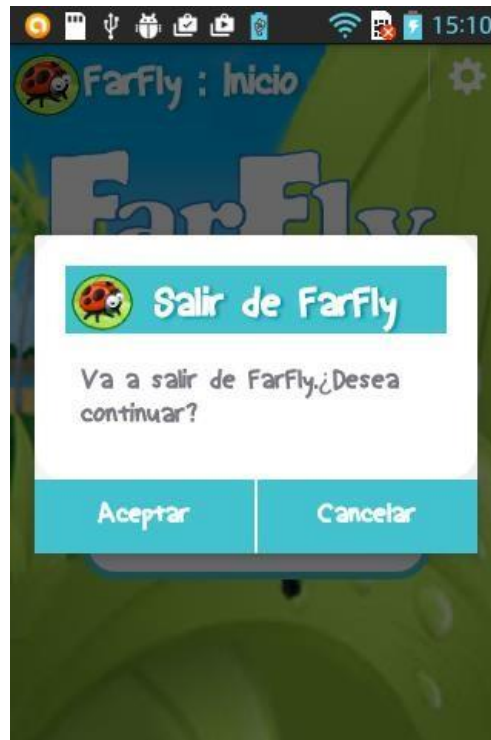 15:10
FarFly : Inicio
FarFly
Salir de FarFly
Va a salir de FarFly.¿Desea
continuar?
Aceptar
Cancelar